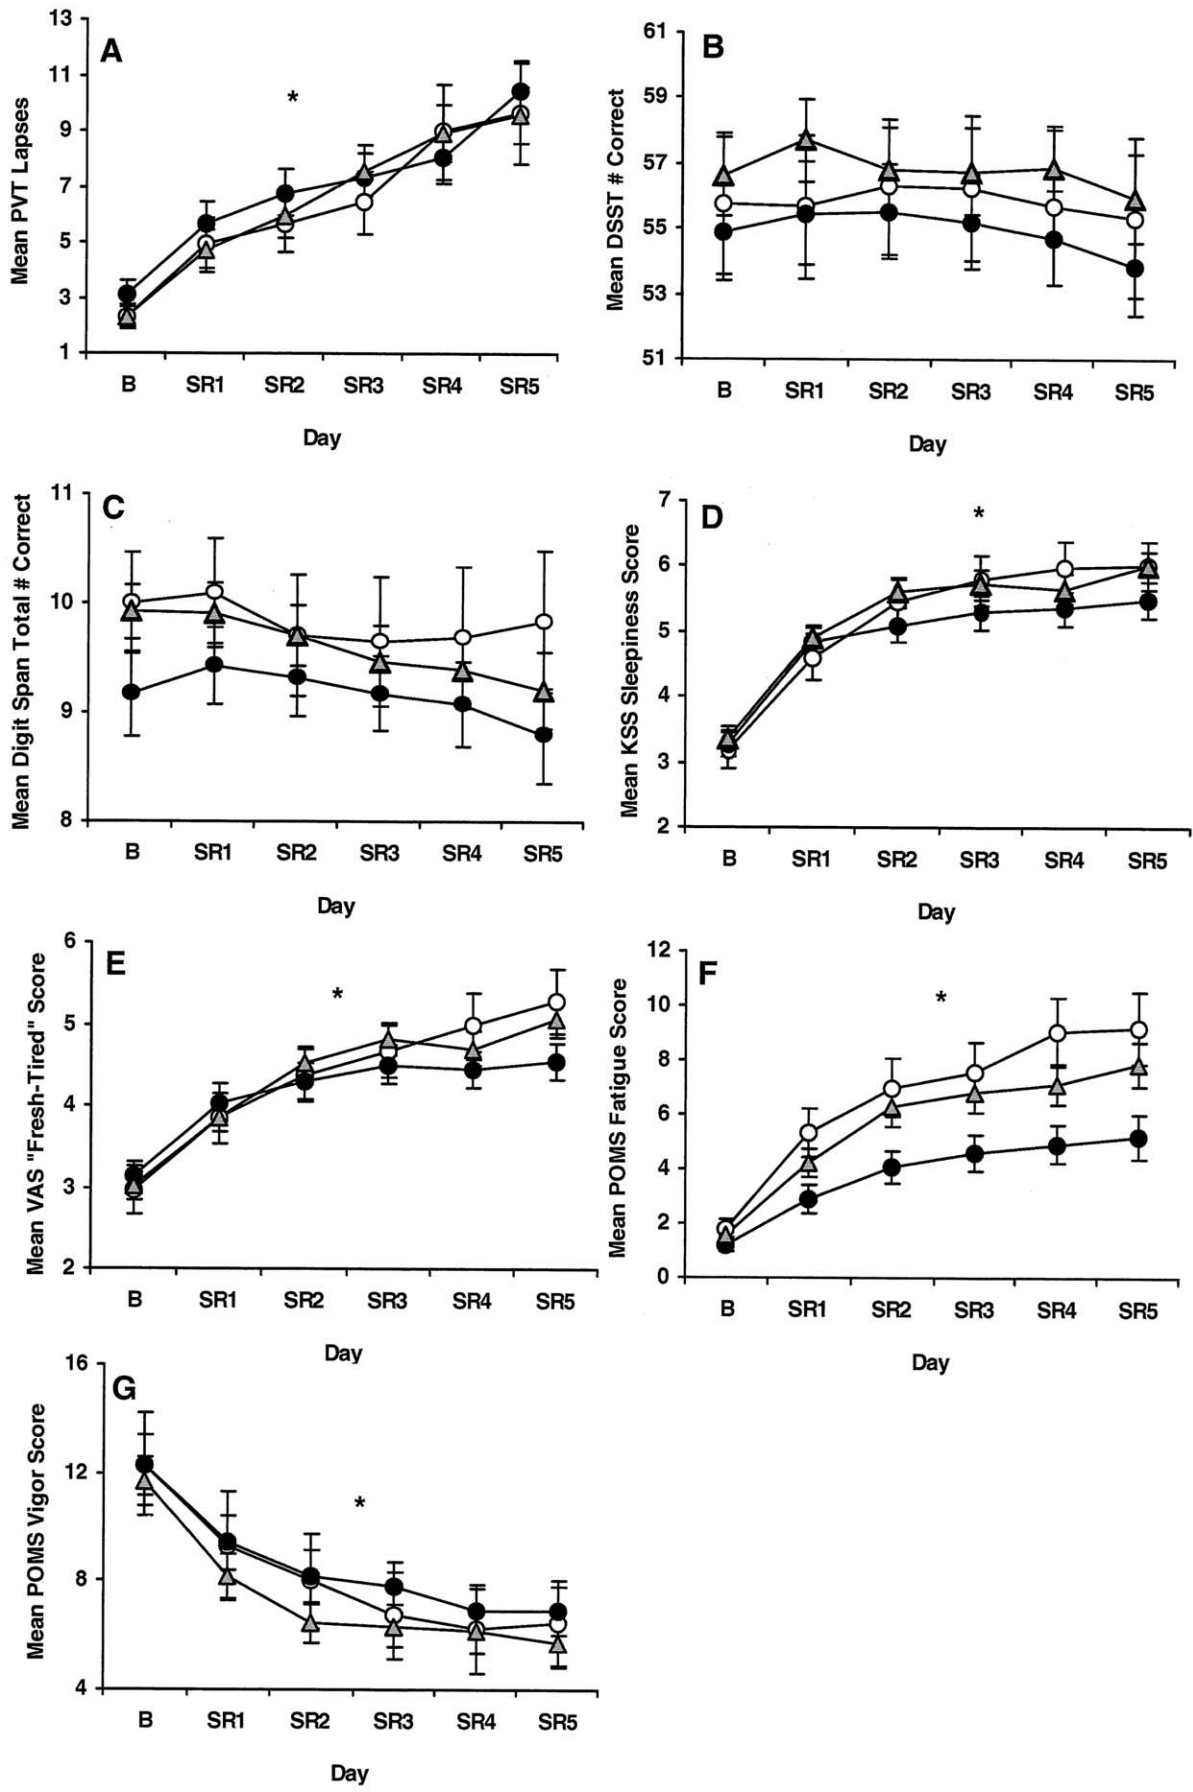 A
*
Mean PVT Lapses
13
11
9
7
5
3
1
B SR1 SR2 SR3 SR4 SR5
Day
B
Mean DSST # Correct
61
59
57
55
53
51
B SR1 SR2 SR3 SR4 SR5
Day
C
Mean Digit Span Total # Correct
11
10
9
8
B SR1 SR2 SR3 SR4 SR5
Day
D
*
Mean KSS Sleepiness Score
7
6
5
4
3
2
B SR1 SR2 SR3 SR4 SR5
Day
E
*
Mean VAS "Fresh-Tired" Score
6
5
4
3
2
B SR1 SR2 SR3 SR4 SR5
Day
F
*
Mean POMS Fatigue Score
12
10
8
6
4
2
0
B SR1 SR2 SR3 SR4 SR5
Day
G
*
Mean POMS Vigor Score
16
12
8
4
B SR1 SR2 SR3 SR4 SR5
Day